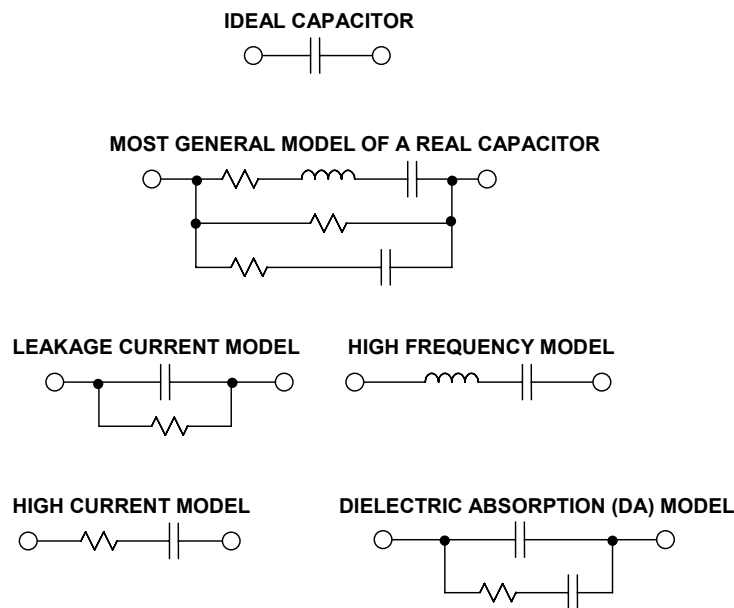 IDEAL CAPACITOR
MOST GENERAL MODEL OF A REAL CAPACITOR
LEAKAGE CURRENT MODEL
HIGH FREQUENCY MODEL
HIGH CURRENT MODEL
DIELECTRIC ABSORPTION (DA) MODEL